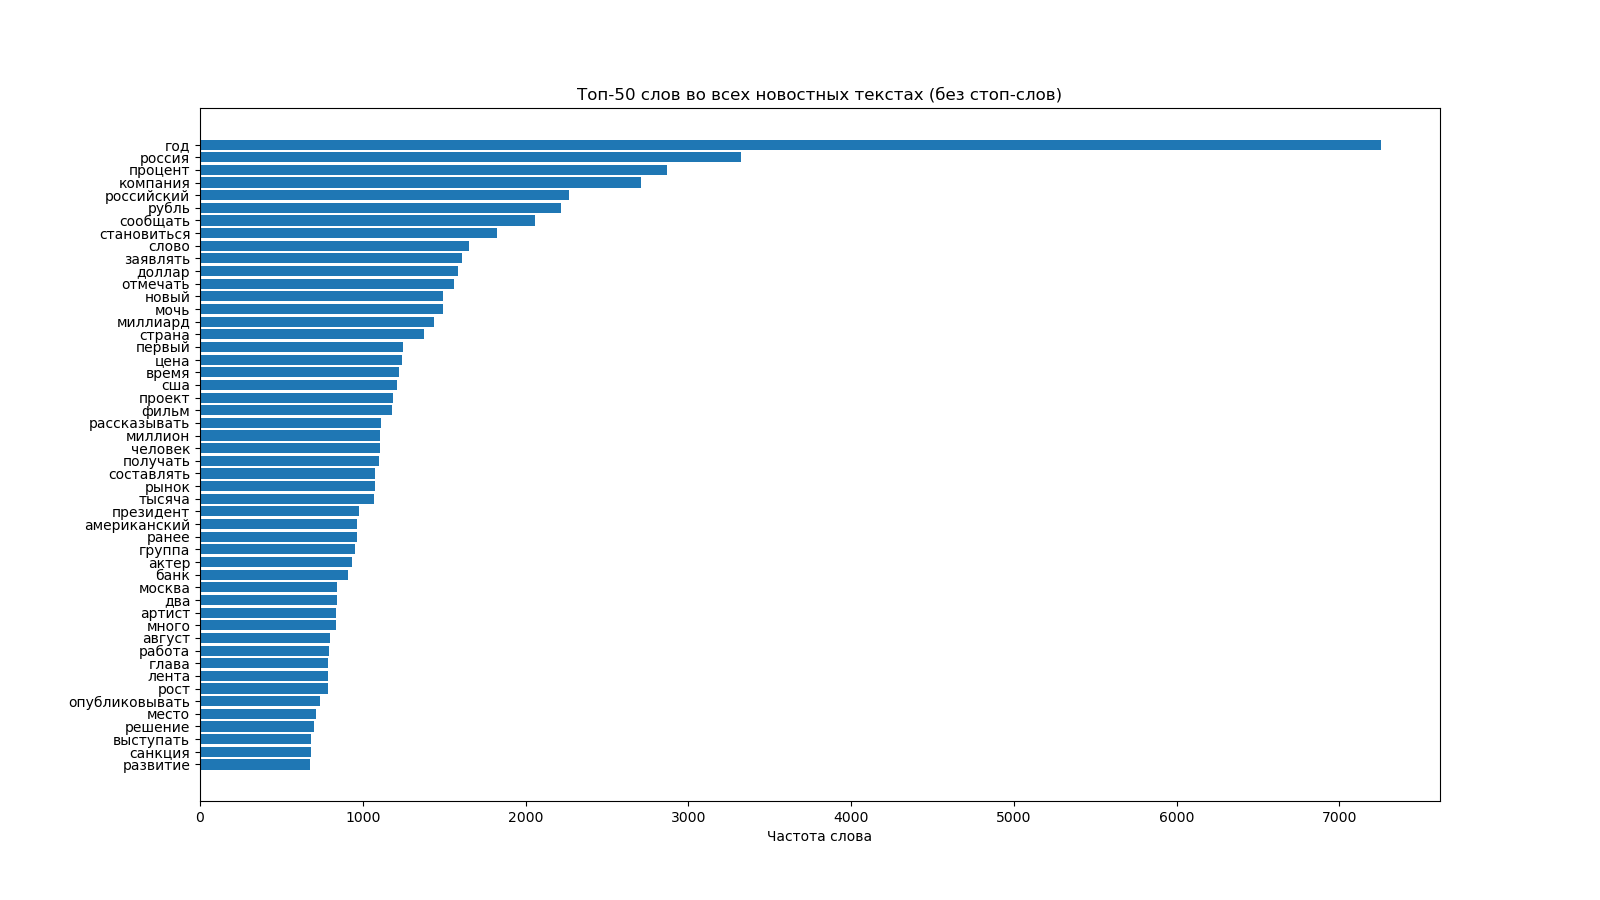 Топ-50 слов во всех новостных текстах (без стоп-слов)
год
россия
процент
компания
российский
рубль
сообщать
становиться
слово
заявлять
доллар
отмечать
новый
мочь
миллиард
страна
первый
цена
время
сша
проект
фильм
рассказывать
миллион
человек
получать
составлять
рынок
тысяча
президент
американский
ранее
группа
актер
банк
москва
два
артист
много
август
работа
глава
лента
рост
опубликовывать
место
решение
выступать
санкция
развитие
0 1000 2000 3000 4000 5000 6000 7000
Частота слова